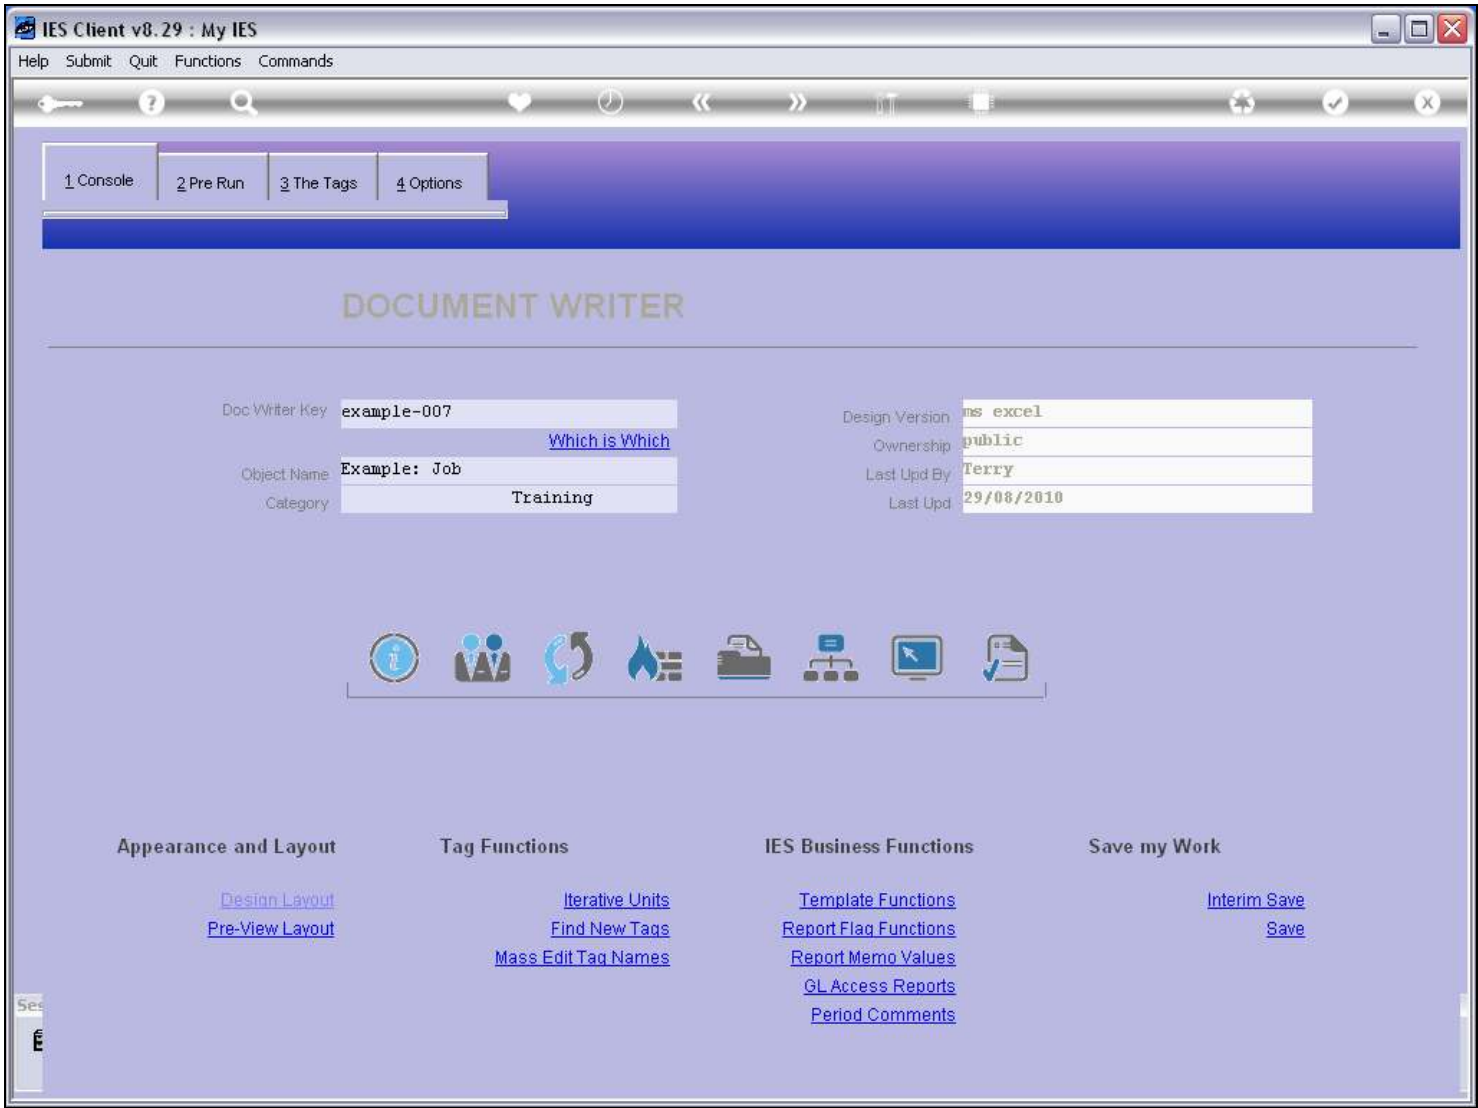 IES Client v8.29 : My IES
Help Submit Quit Functions Commands
1 Console
2 Pre Run
3 The Tags
4 Options
DOCUMENT WRITER
Doc Writer Key example-007
Which is Which
Object Name Example: Job
Category Training
Design Version ms excel
Ownership public
Last Upd By Terry
Last Upd 29/08/2010
Appearance and Layout
Design Layout
Pre-View Layout
Tag Functions
Iterative Units
Find New Tags
Mass Edit Tag Names
IES Business Functions
Template Functions
Report Flag Functions
Report Memo Values
GL Access Reports
Period Comments
Save my Work
Interim Save
Save